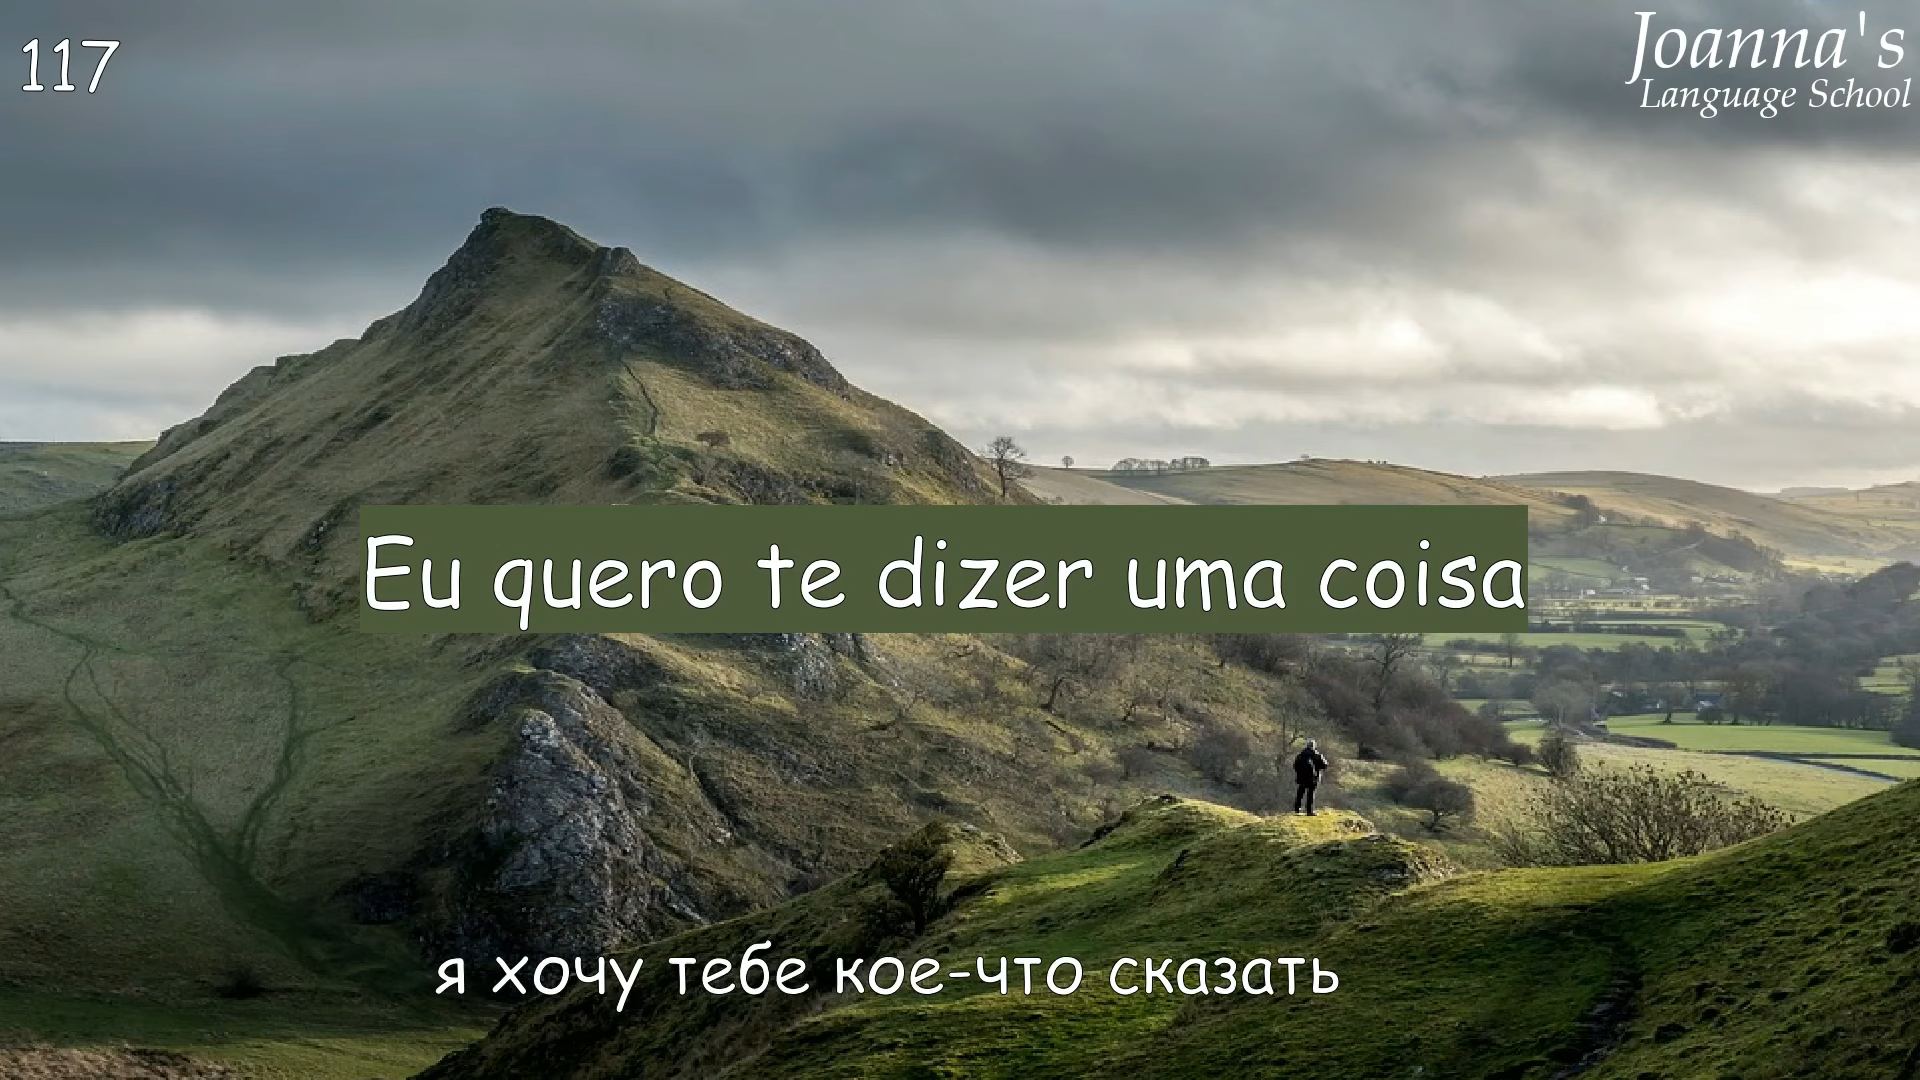 117
Joanna's
Language School
Eu quero te dizer uma coisa
я хочу тебе кое-что сказать